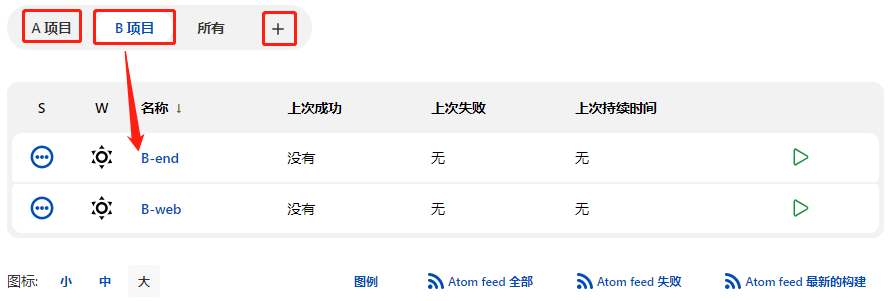 A 项目 B 项目 所有 +
S W 名称 ↓ 上次成功 上次失败 上次持续时间
B-end 没有 无 无
B-web 没有 无 无
图标: 小 中 大 图例 Atom feed 全部 Atom feed 失败 Atom feed 最新的构建